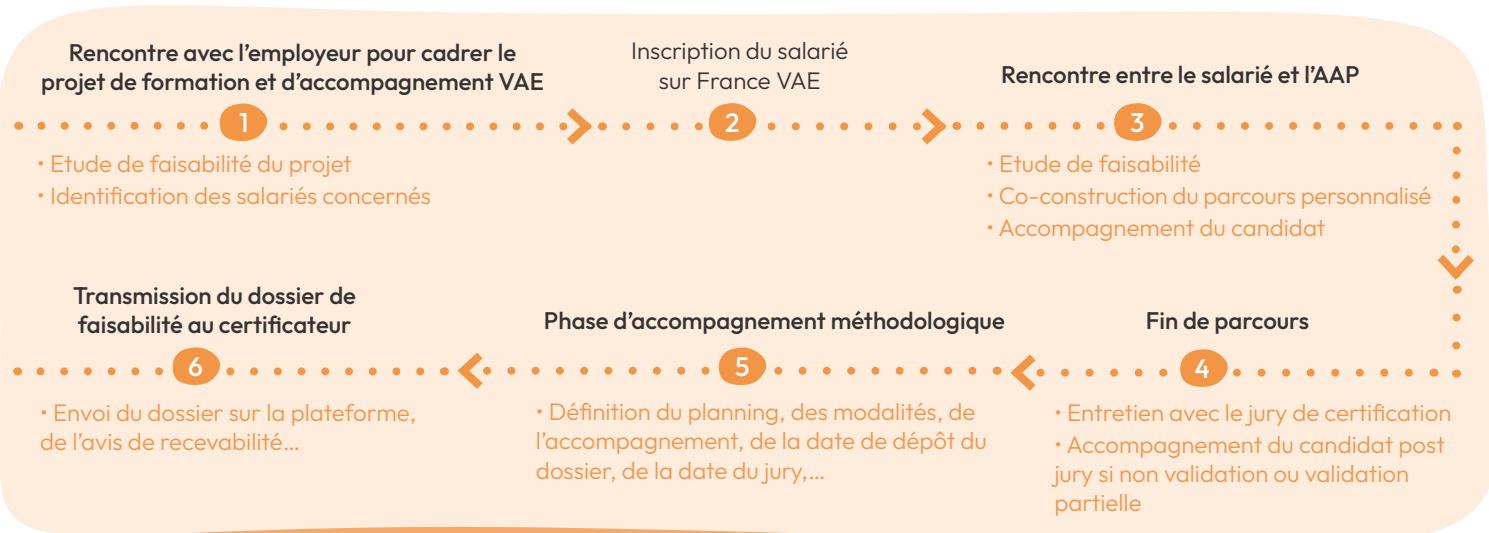 Rencontre avec l'employeur pour cadrer le
projet de formation et d'accompagnement VAE
1
• Etude de faisabilité du projet
• Identification des salariés concernés
Inscription du salarié
sur France VAE
2
Rencontre entre le salarié et l'AAP
3
• Etude de faisabilité
• Co-construction du parcours personnalisé
• Accompagnement du candidat
Fin de parcours
4
• Entretien avec le jury de certification
• Accompagnement du candidat post
jury si non validation ou validation
partielle
Phase d'accompagnement méthodologique
5
• Définition du planning, des modalités, de
l'accompagnement, de la date de dépôt du
dossier, de la date du jury,...
Transmission du dossier de
faisabilité au certificateur
6
• Envoi du dossier sur la plateforme,
de l'avis de recevabilité...